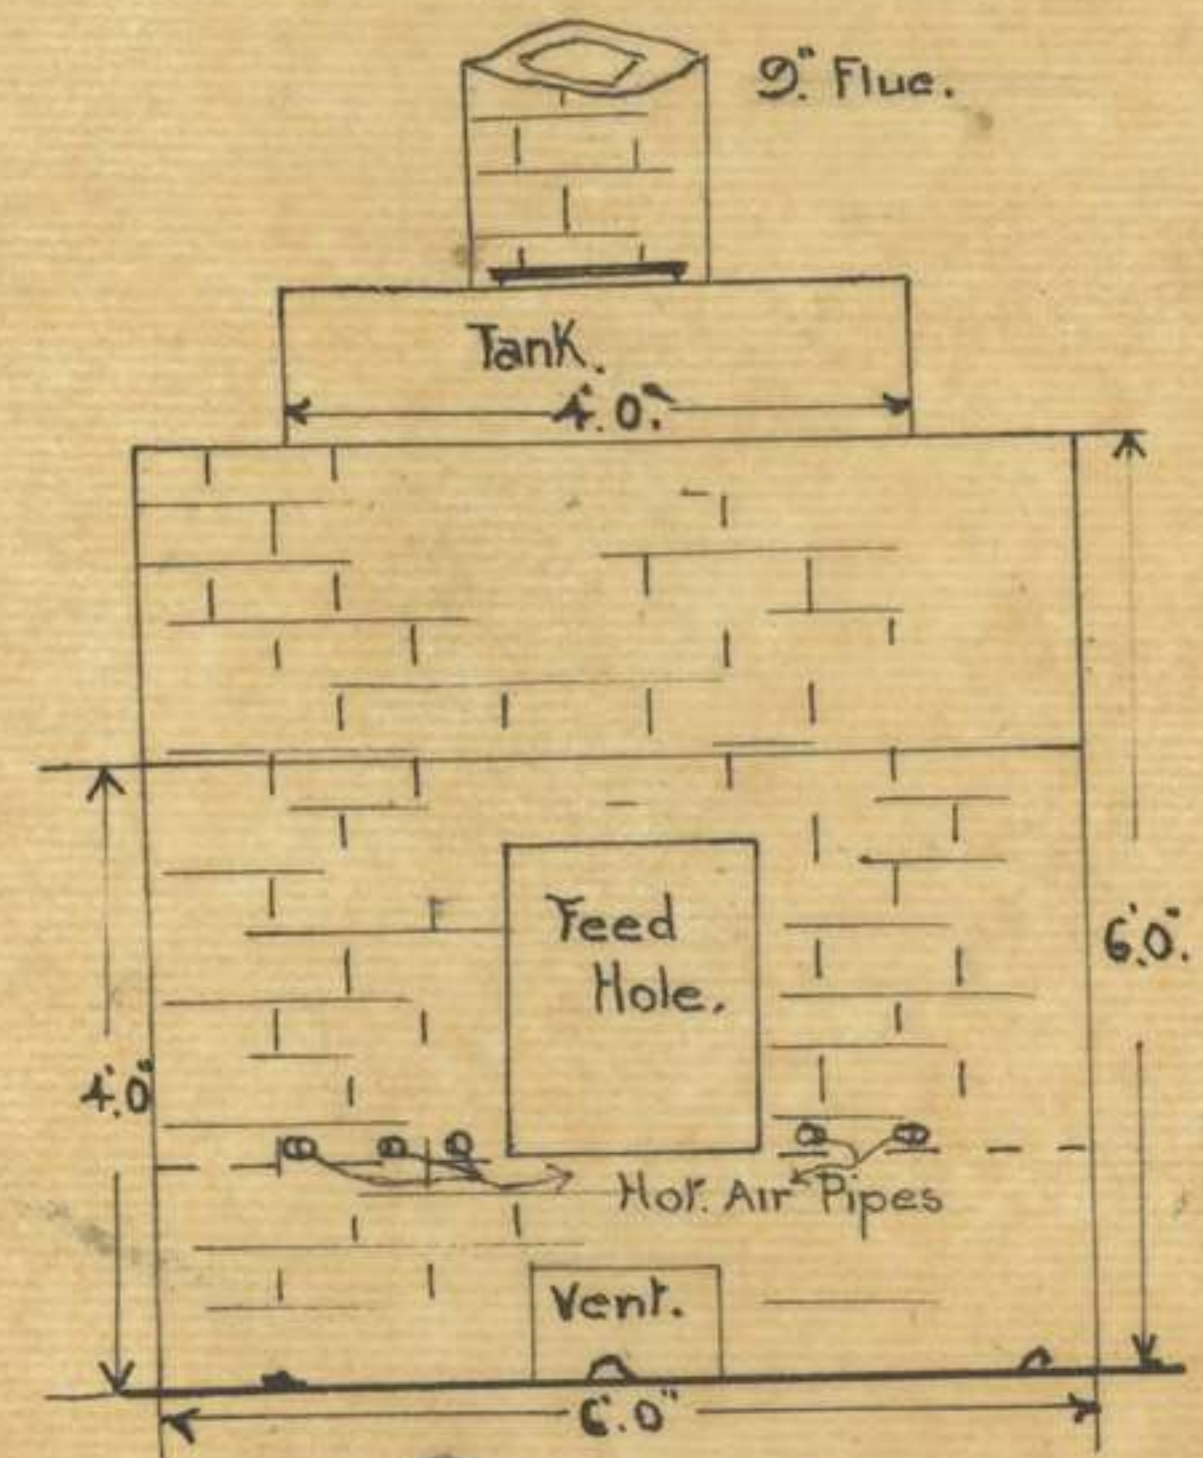 9" Flue.
Tank.
4'.0".
Feed
Hole.
6'.0".
4'.0"
Hot. Air Pipes
Vent.
6'.0"